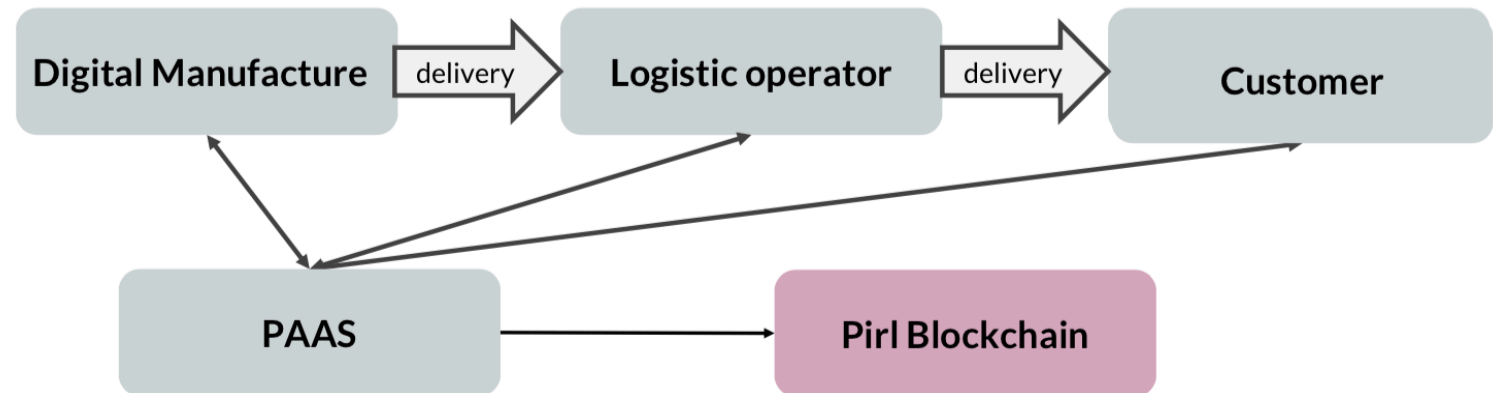 Digital Manufacture
delivery
Logistic operator
delivery
Customer
PAAS
Pirl Blockchain